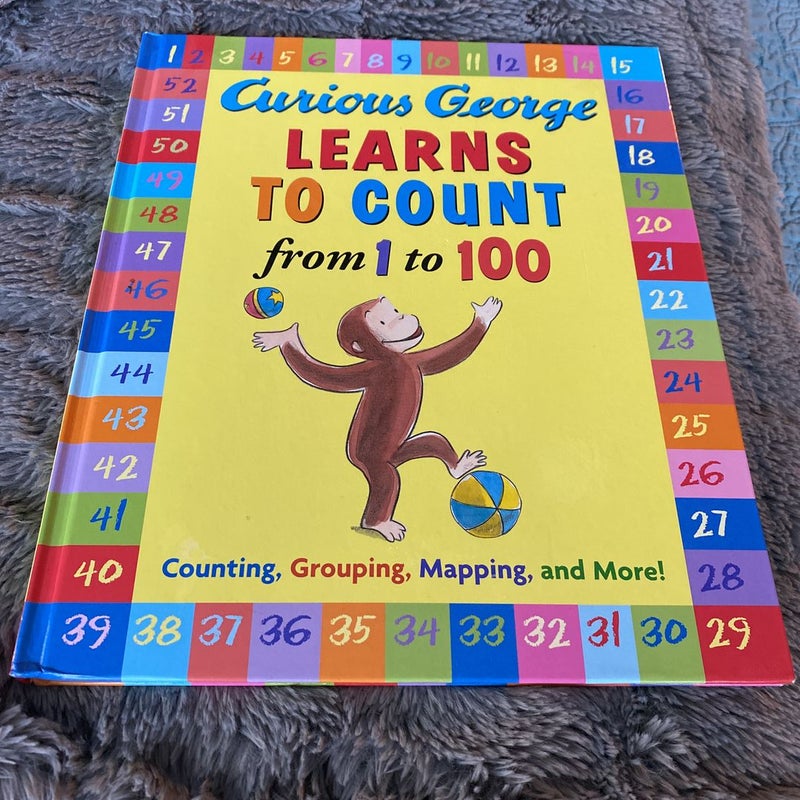 1 2 3 4 5 6 7 8 9 10 11 12 13 14 15
52 16
51 17
50 18
49 19
48 20
47 21
46 22
45 23
44 24
43 25
42 26
41 27
40 28
39 38 37 36 35 34 33 32 31 30 29
Curious George
LEARNS
TO COUNT
from 1 to 100
Counting, Grouping, Mapping, and More!